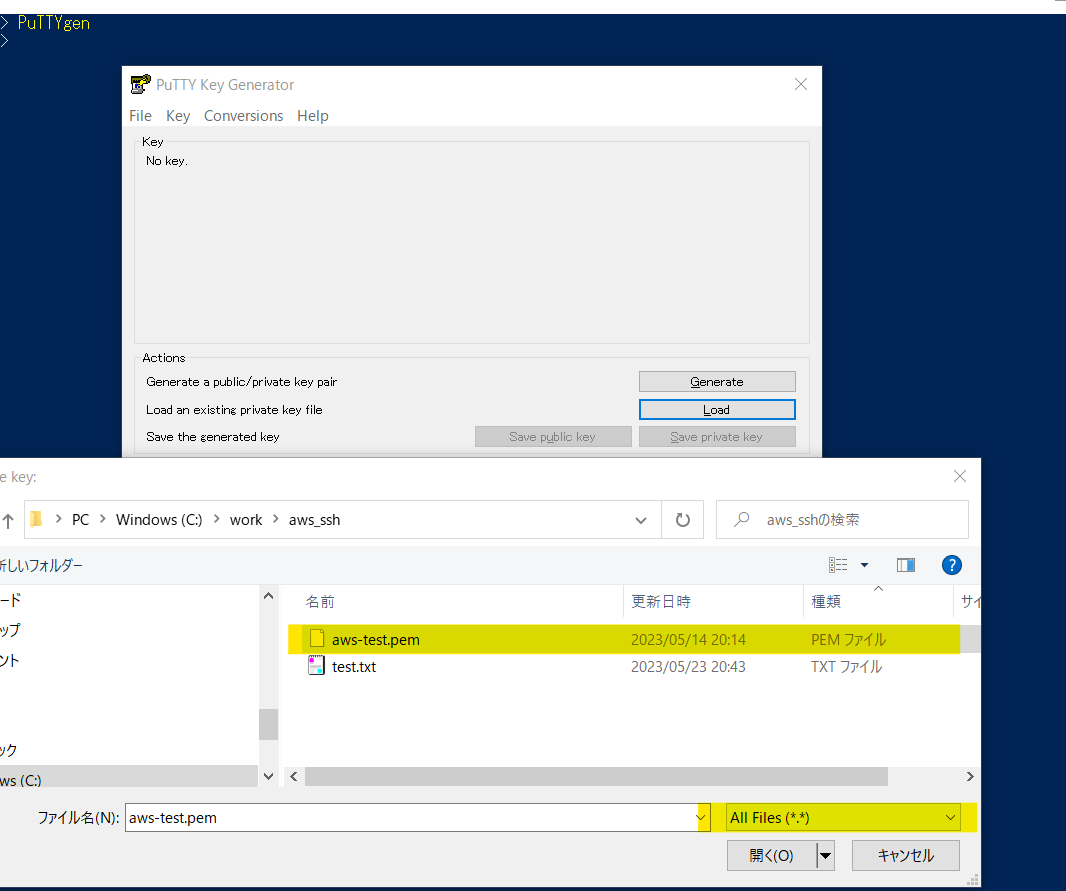 > PuTTYgen
>
PuTTY Key Generator
File Key Conversions Help
Key
No key.
Actions
Generate a public/private key pair
Generate
Load an existing private key file
Load
Save the generated key
Save public key
Save private key
e key:
PC > Windows (C:) > work > aws_ssh
aws_sshの検索
新しいフォルダー
ード
ップ
ント
ック
ws (C:)
名前 更新日時 種類 サイ
aws-test.pem 2023/05/14 20:14 PEM ファイル
test.txt 2023/05/23 20:43 TXT ファイル
ファイル名(N): aws-test.pem
All Files (*.*)
開く(O)
キャンセル